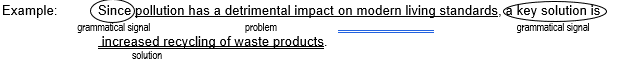 Example: Since pollution has a detrimental impact on modern living standards, a key solution is
grammatical signal problem grammatical signal
increased recycling of waste products.
solution